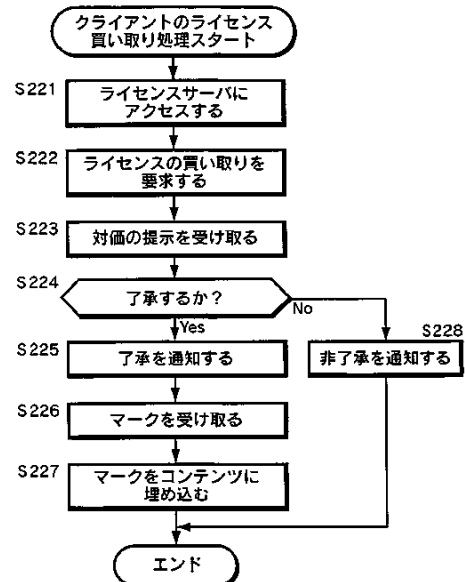 クライアントのライセンス
買い取り処理スタート
S221
ライセンスサーバに
アクセスする
S222
ライセンスの買い取りを
要求する
S223
対価の提示を受け取る
S224
了承するか？
No
Yes
S225
了承を通知する
S228
非了承を通知する
S226
マークを受け取る
S227
マークをコンテンツに
埋め込む
エンド